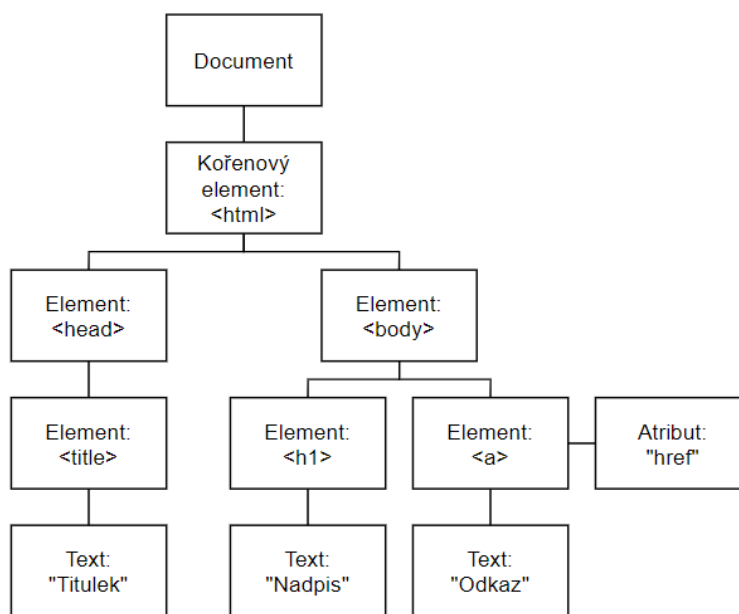 Document
Kořenový
element:
<html>
Element:
<head>
Element:
<body>
Element:
<title>
Element:
<h1>
Element:
<a>
Atribut:
"href"
Text:
"Titulek"
Text:
"Nadpis"
Text:
"Odkaz"